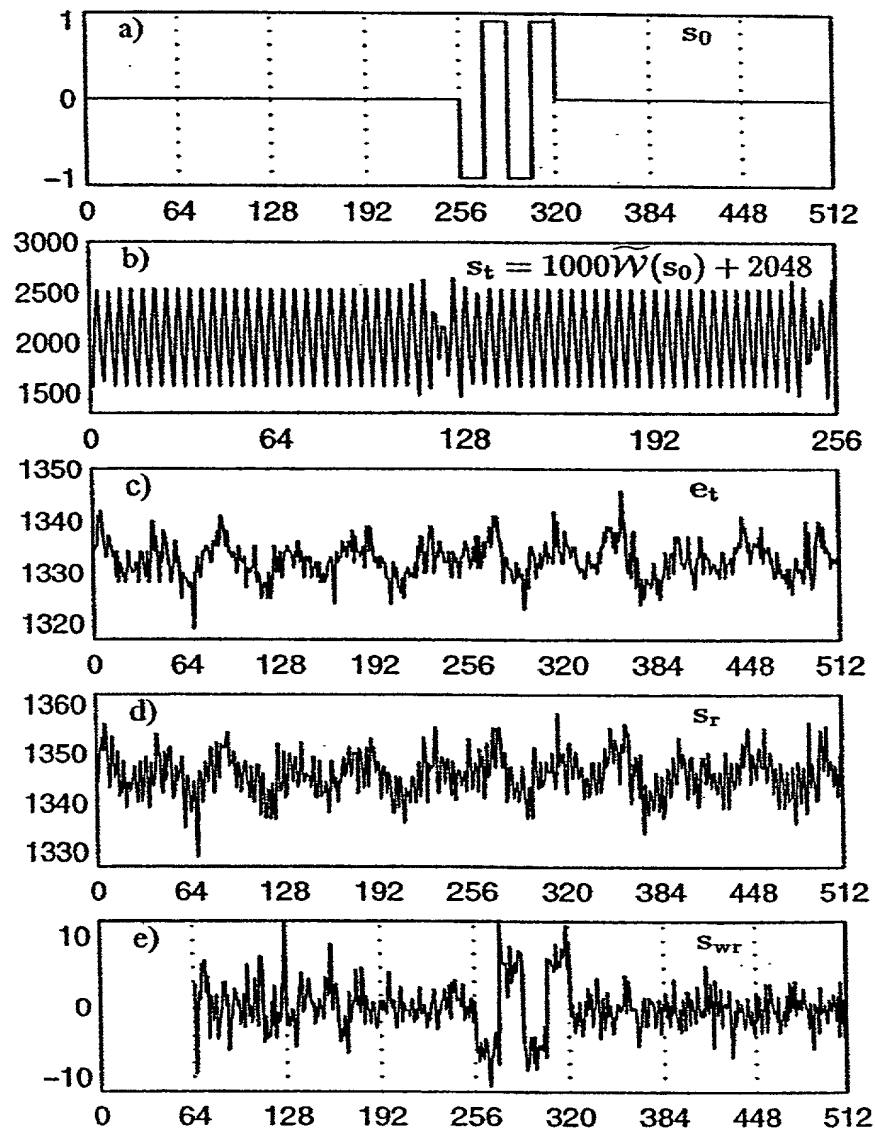 1
a)
s₀
0
−1
0 64 128 192 256 320 384 448 512
3000
b)
sₜ = 1000𝒲̃(s₀) + 2048
2500
2000
1500
0 64 128 192 256
1350
c)
eₜ
1340
1330
1320
0 64 128 192 256 320 384 448 512
1360
d)
sᵣ
1350
1340
1330
0 64 128 192 256 320 384 448 512
10
e)
s_wr
0
−10
0 64 128 192 256 320 384 448 512